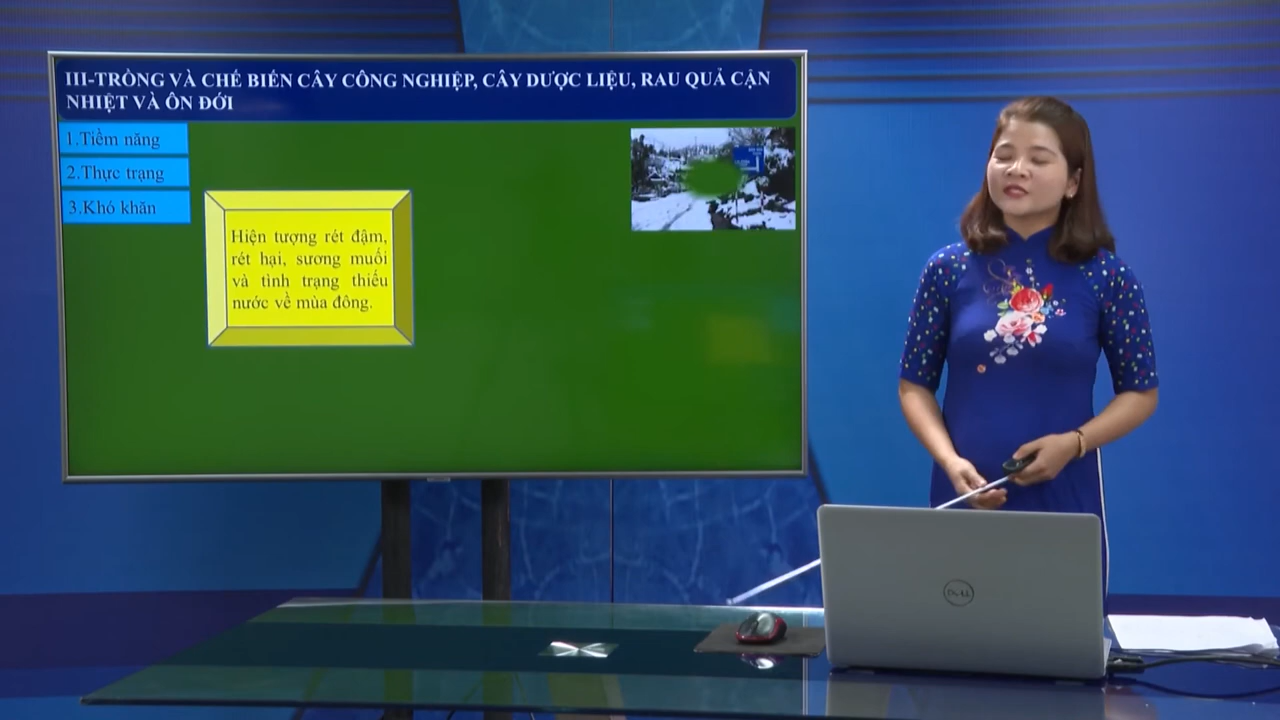 III-TRỒNG VÀ CHẾ BIẾN CÂY CÔNG NGHIỆP, CÂY DƯỢC LIỆU, RAU QUẢ CẬN
NHIỆT VÀ ÔN ĐỚI
1.Tiềm năng
2.Thực trạng
3.Khó khăn
Hiện tượng rét đậm,
rét hại, sương muối
và tình trạng thiếu
nước về mùa đông.
DELL